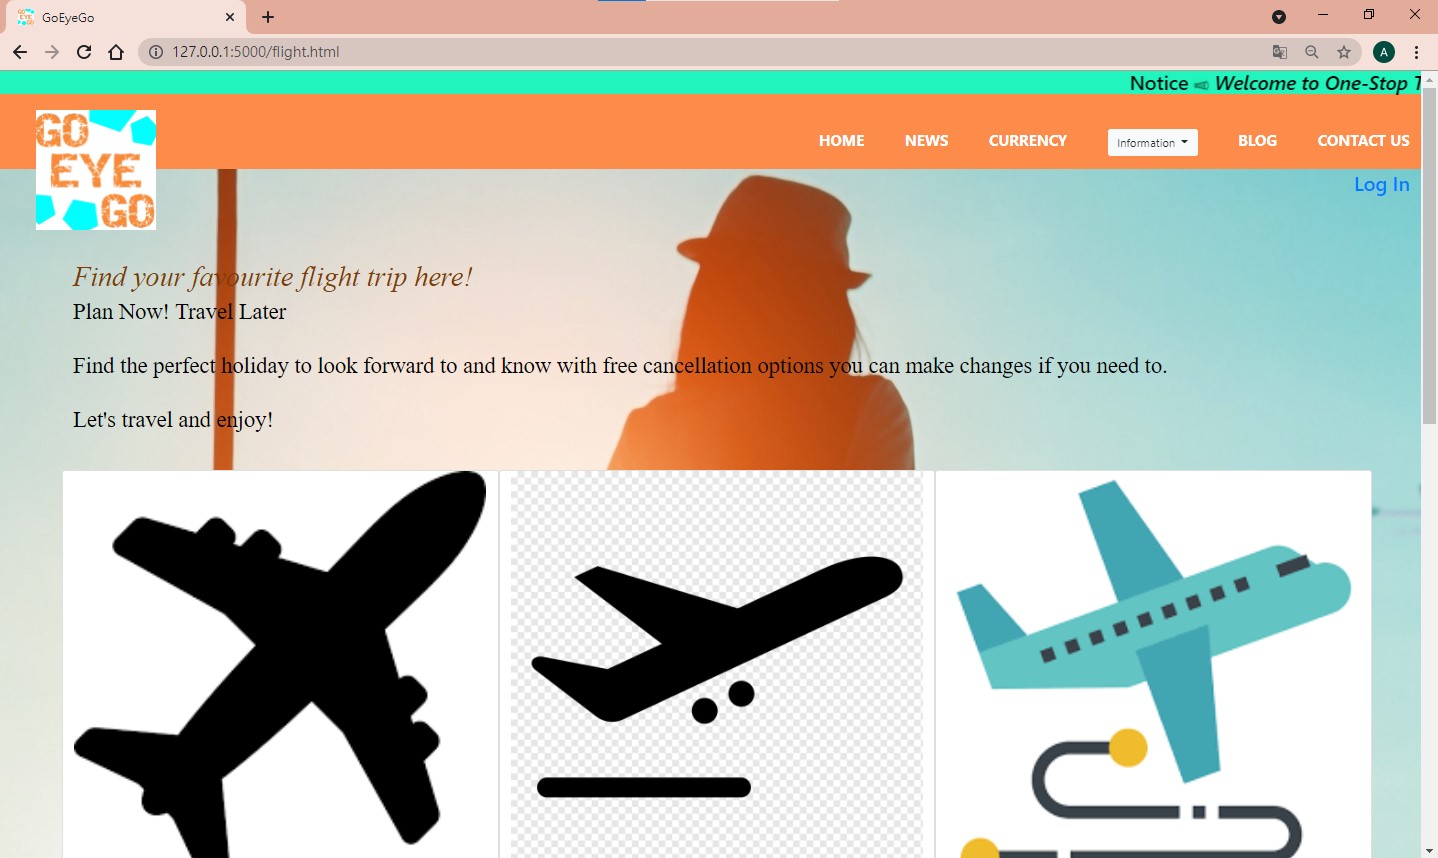 GoEyeGo
127.0.0.1:5000/flight.html
A
Notice Welcome to One-Stop
GO
EYE
GO
HOME NEWS CURRENCY Information BLOG CONTACT US
Log In
Find your favourite flight trip here!
Plan Now! Travel Later
Find the perfect holiday to look forward to and know with free cancellation options you can make changes if you need to.
Let's travel and enjoy!